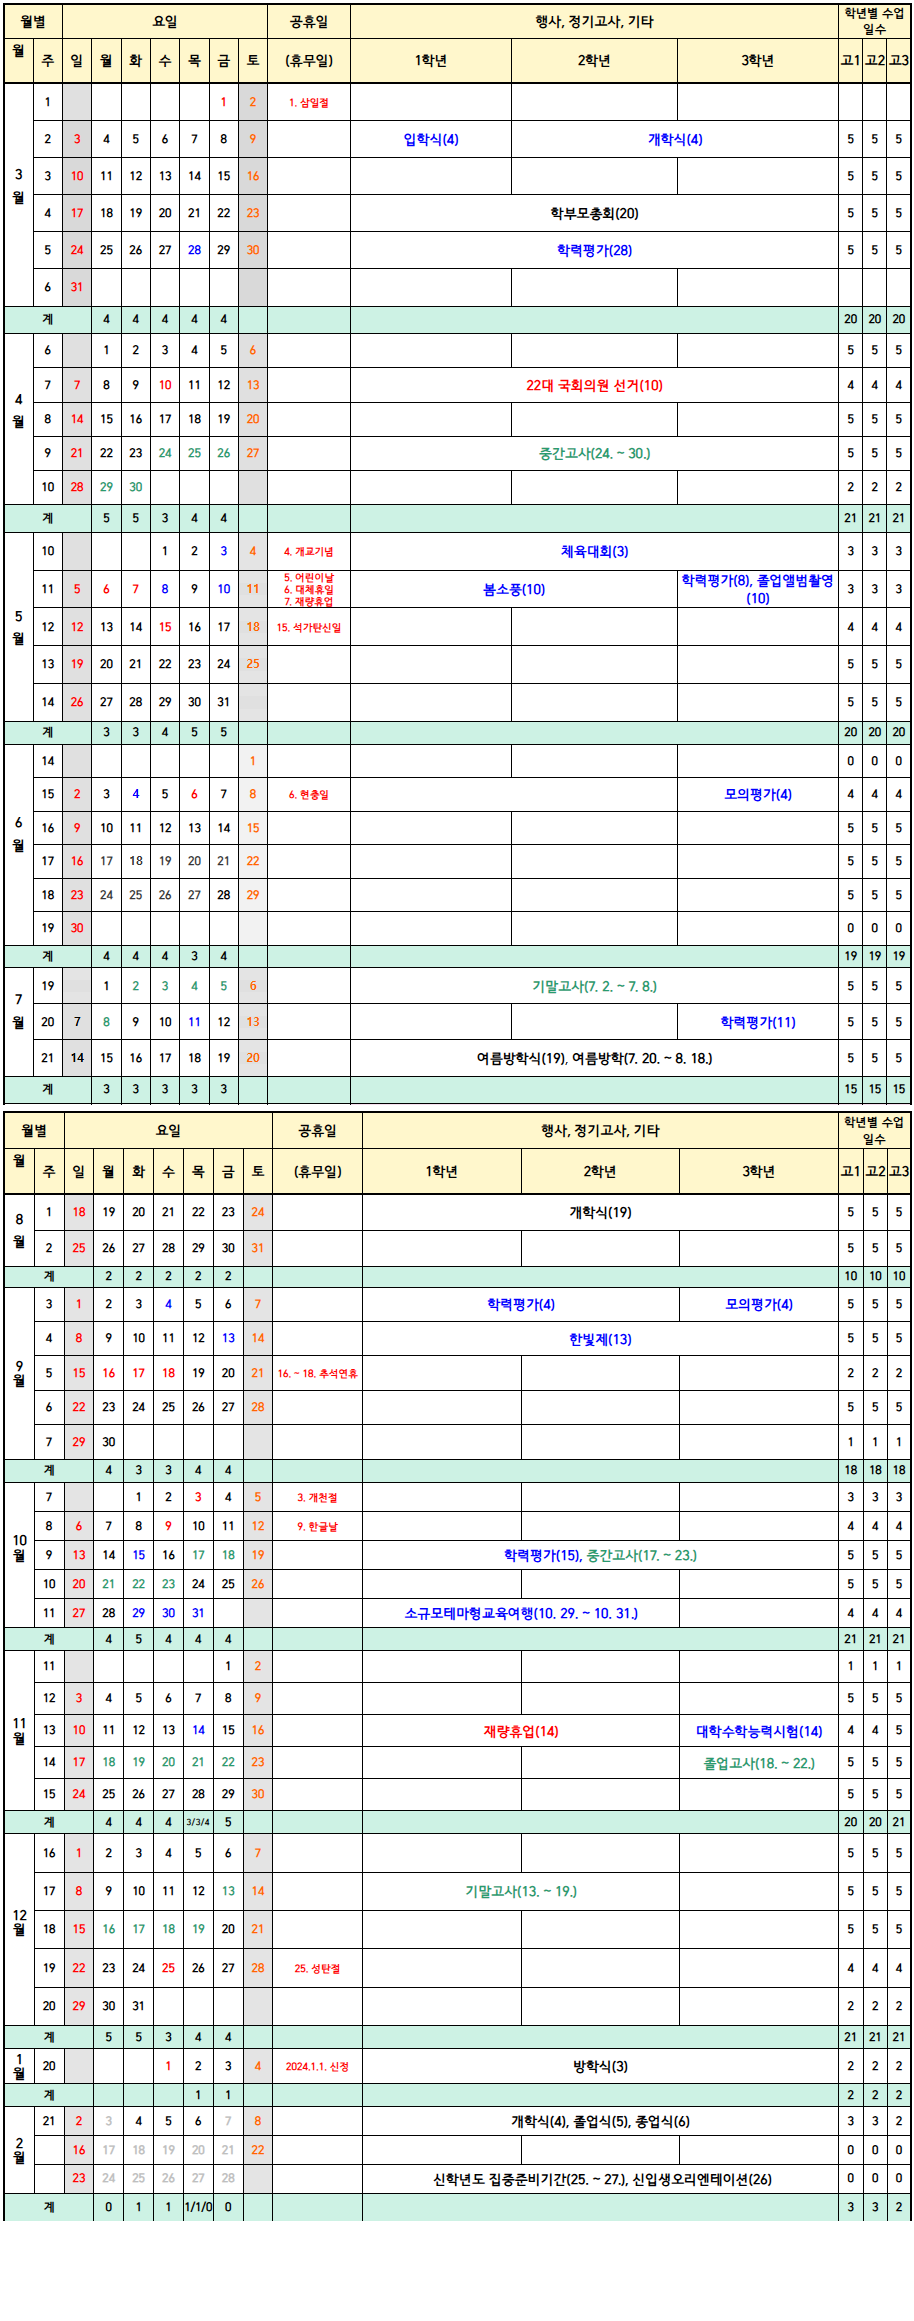 월별 요일 공휴일 행사, 정기고사, 기타 학년별 수업
일수
월 주 일 월 화 수 목 금 토 (휴무일) 1학년 2학년 3학년 고1 고2 고3
3월
1 1 2 1. 삼일절
2 3 4 5 6 7 8 9 입학식(4) 개학식(4) 5 5 5
3 10 11 12 13 14 15 16 5 5 5
4 17 18 19 20 21 22 23 학부모총회(20) 5 5 5
5 24 25 26 27 28 29 30 학력평가(28) 5 5 5
6 31
계 4 4 4 4 4 20 20 20
4월
6 1 2 3 4 5 6 5 5 5
7 7 8 9 10 11 12 13 22대 국회의원 선거(10) 4 4 4
8 14 15 16 17 18 19 20 5 5 5
9 21 22 23 24 25 26 27 중간고사(24. ~ 30.) 5 5 5
10 28 29 30 2 2 2
계 5 5 3 4 4 21 21 21
5월
10 1 2 3 4 4. 개교기념 체육대회(3) 3 3 3
11 5 6 7 8 9 10 11 5. 어린이날 6. 대체휴일 7. 재량휴업 봄소풍(10) 학력평가(8), 졸업앨범촬영(10) 3 3 3
12 12 13 14 15 16 17 18 15. 석가탄신일 4 4 4
13 19 20 21 22 23 24 25 5 5 5
14 26 27 28 29 30 31 5 5 5
계 3 3 4 5 5 20 20 20
6월
14 1 0 0 0
15 2 3 4 5 6 7 8 6. 현충일 모의평가(4) 4 4 4
16 9 10 11 12 13 14 15 5 5 5
17 16 17 18 19 20 21 22 5 5 5
18 23 24 25 26 27 28 29 5 5 5
19 30 0 0 0
계 4 4 4 3 4 19 19 19
7월
19 1 2 3 4 5 6 기말고사(7. 2. ~ 7. 8.) 5 5 5
20 7 8 9 10 11 12 13 학력평가(11) 5 5 5
21 14 15 16 17 18 19 20 여름방학식(19), 여름방학(7. 20. ~ 8. 18.) 5 5 5
계 3 3 3 3 3 15 15 15
월별 요일 공휴일 행사, 정기고사, 기타 학년별 수업
일수
월 주 일 월 화 수 목 금 토 (휴무일) 1학년 2학년 3학년 고1 고2 고3
8월
1 18 19 20 21 22 23 24 개학식(19) 5 5 5
2 25 26 27 28 29 30 31 5 5 5
계 2 2 2 2 2 10 10 10
9월
3 1 2 3 4 5 6 7 학력평가(4) 모의평가(4) 5 5 5
4 8 9 10 11 12 13 14 한빛제(13) 5 5 5
5 15 16 17 18 19 20 21 16. ~ 18. 추석연휴 2 2 2
6 22 23 24 25 26 27 28 5 5 5
7 29 30 1 1 1
계 4 3 3 4 4 18 18 18
10월
7 1 2 3 4 5 3. 개천절 3 3 3
8 6 7 8 9 10 11 12 9. 한글날 4 4 4
9 13 14 15 16 17 18 19 학력평가(15), 중간고사(17. ~ 23.) 5 5 5
10 20 21 22 23 24 25 26 5 5 5
11 27 28 29 30 31 소규모테마형교육여행(10. 29. ~ 10. 31.) 4 4 4
계 4 5 4 4 4 21 21 21
11월
11 1 2 1 1 1
12 3 4 5 6 7 8 9 5 5 5
13 10 11 12 13 14 15 16 재량휴업(14) 대학수학능력시험(14) 4 4 5
14 17 18 19 20 21 22 23 졸업고사(18. ~ 22.) 5 5 5
15 24 25 26 27 28 29 30 5 5 5
계 4 4 4 3/3/4 5 20 20 21
12월
16 1 2 3 4 5 6 7 5 5 5
17 8 9 10 11 12 13 14 기말고사(13. ~ 19.) 5 5 5
18 15 16 17 18 19 20 21 5 5 5
19 22 23 24 25 26 27 28 25. 성탄절 4 4 4
20 29 30 31 2 2 2
계 5 5 3 4 4 21 21 21
1월
20 1 2 3 4 2024.1.1. 신정 방학식(3) 2 2 2
계 1 1 2 2 2
2월
21 2 3 4 5 6 7 8 개학식(4), 졸업식(5), 종업식(6) 3 3 2
16 17 18 19 20 21 22 0 0 0
23 24 25 26 27 28 신학년도 집중준비기간(25. ~ 27.), 신입생오리엔테이션(26) 0 0 0
계 0 1 1 1/1/0 0 3 3 2